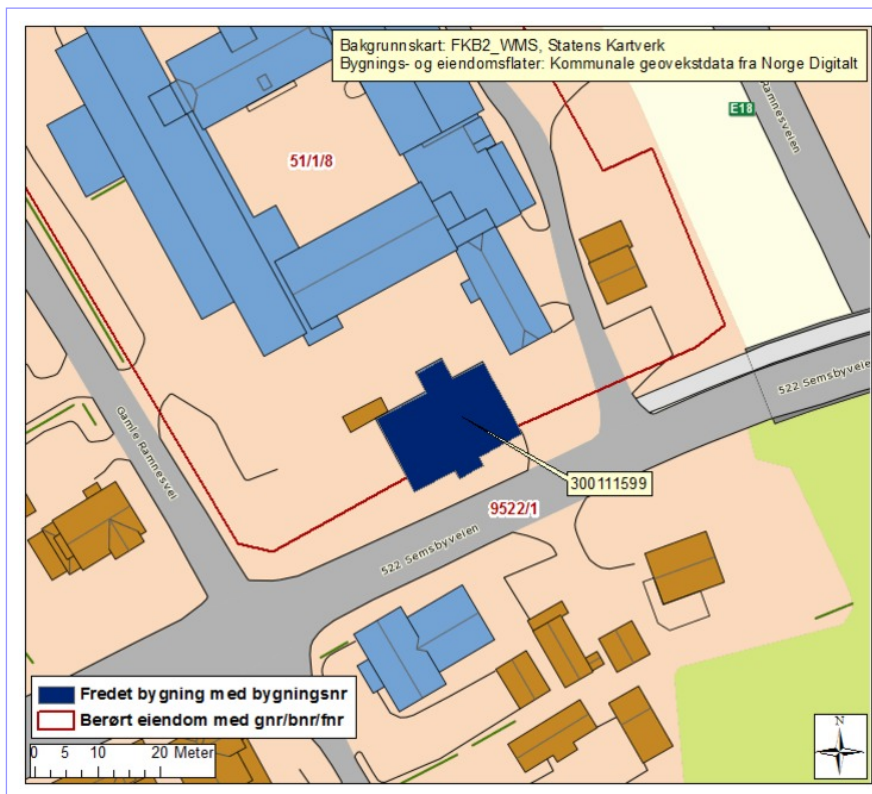 Bakgrunnskart: FKB2_WMS, Statens Kartverk
Bygnings- og eiendomsflater: Kommunale geovekstdata fra Norge Digitalt
E18
Ramnesveien
51/1/8
522 Semsbyveie
Gamle Ramnesvei
300111599
9522/1
522 Semsbyveien
Fredet bygning med bygningsnr
Berørt eiendom med gnr/bnr/fnr
0 5 10 20 Meter
N